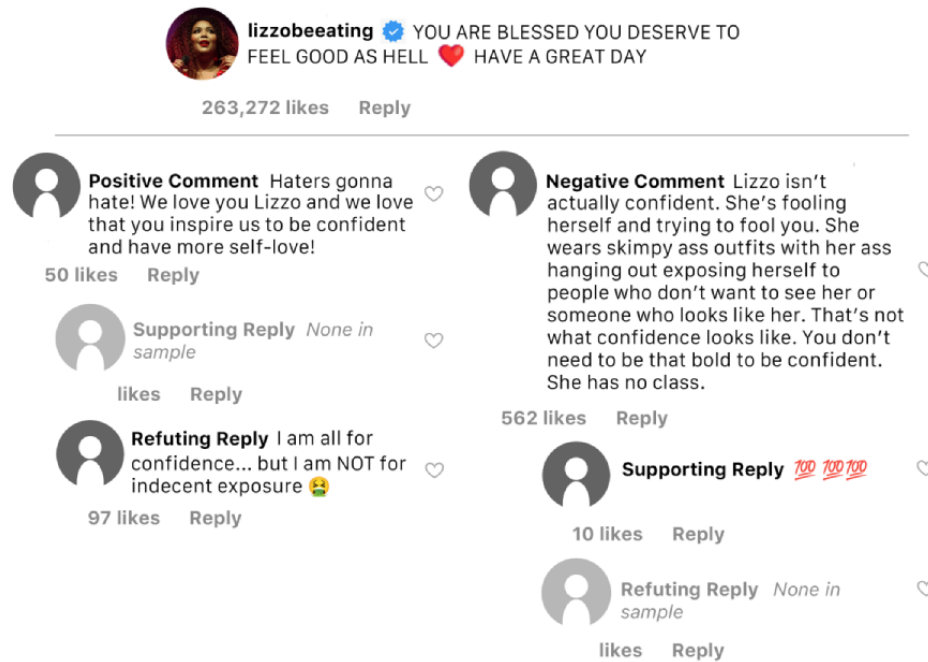 lizzobeeating YOU ARE BLESSED YOU DESERVE TO
FEEL GOOD AS HELL ❤️ HAVE A GREAT DAY
263,272 likes Reply
Positive Comment Haters gonna
hate! We love you Lizzo and we love
that you inspire us to be confident
and have more self-love!
50 likes Reply
Supporting Reply None in
sample
likes Reply
Refuting Reply I am all for
confidence... but I am NOT for
indecent exposure 🤮
97 likes Reply
Negative Comment Lizzo isn't
actually confident. She's fooling
herself and trying to fool you. She
wears skimpy ass outfits with her ass
hanging out exposing herself to
people who don't want to see her or
someone who looks like her. That's not
what confidence looks like. You don't
need to be that bold to be confident.
She has no class.
562 likes Reply
Supporting Reply 💯 💯 💯
10 likes Reply
Refuting Reply None in
sample
likes Reply